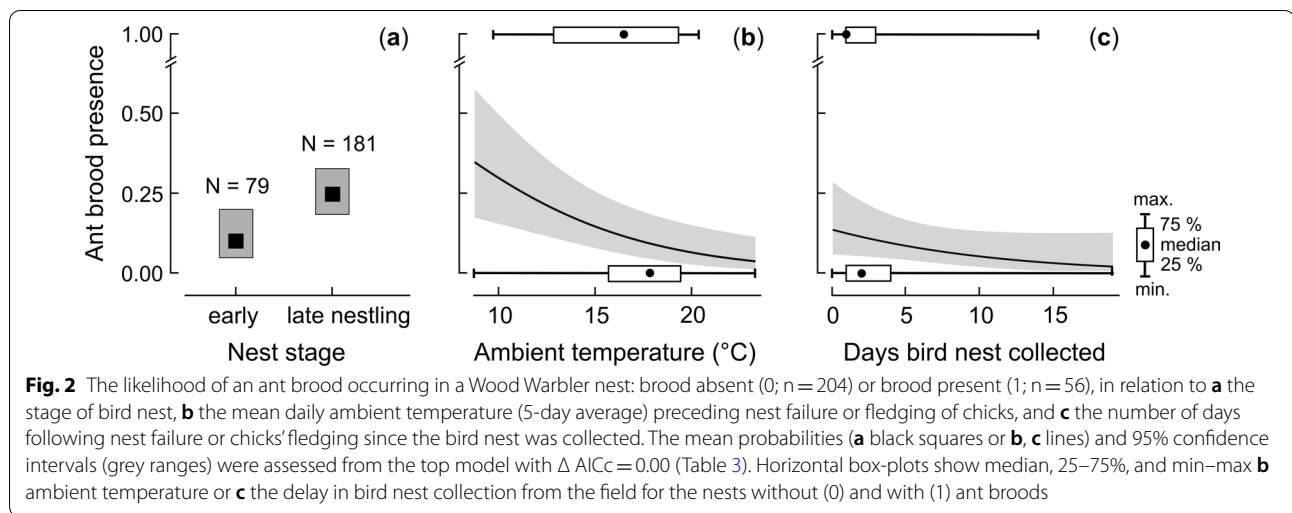 1.00
0.50
0.25
0.00
Ant brood presence
(a)
N = 79
N = 181
early late nestling
Nest stage
(b)
10 15 20
Ambient temperature (°C)
(c)
0 5 10 15
Days bird nest collected
max.
75 %
median
25 %
min.
Fig. 2 The likelihood of an ant brood occurring in a Wood Warbler nest: brood absent (0; n = 204) or brood present (1; n = 56), in relation to a the
stage of bird nest, b the mean daily ambient temperature (5-day average) preceding nest failure or fledging of chicks, and c the number of days
following nest failure or chicks' fledging since the bird nest was collected. The mean probabilities (a black squares or b, c lines) and 95% confidence
intervals (grey ranges) were assessed from the top model with Δ AICc = 0.00 (Table 3). Horizontal box-plots show median, 25–75%, and min–max b
ambient temperature or c the delay in bird nest collection from the field for the nests without (0) and with (1) ant broods